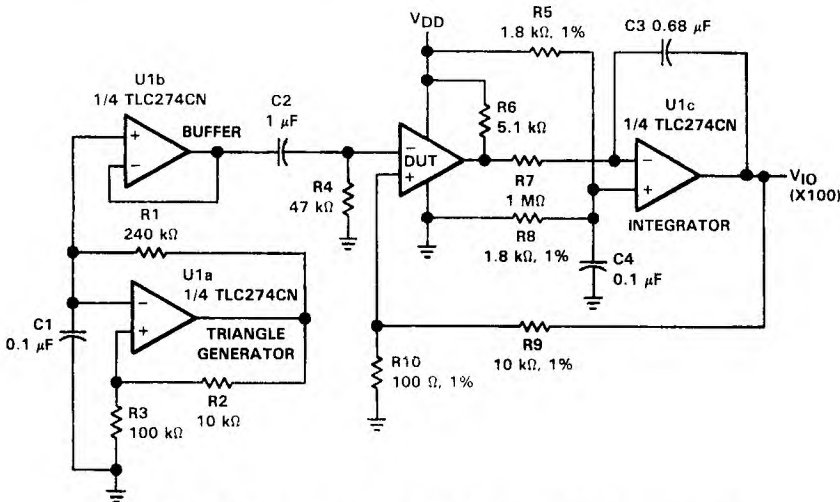 VDD
R5
1.8 kΩ, 1%
C3 0.68 μF
U1b
1/4 TLC274CN
BUFFER
C2
1 μF
+
−
R6
5.1 kΩ
U1c
1/4 TLC274CN
−
DUT
+
−
+
VIO
(X100)
R4
47 kΩ
R7
1 MΩ
INTEGRATOR
R1
240 kΩ
R8
1.8 kΩ, 1%
C4
0.1 μF
U1a
1/4 TLC274CN
−
+
C1
0.1 μF
TRIANGLE
GENERATOR
R9
10 kΩ, 1%
R10
100 Ω, 1%
R2
10 kΩ
R3
100 kΩ